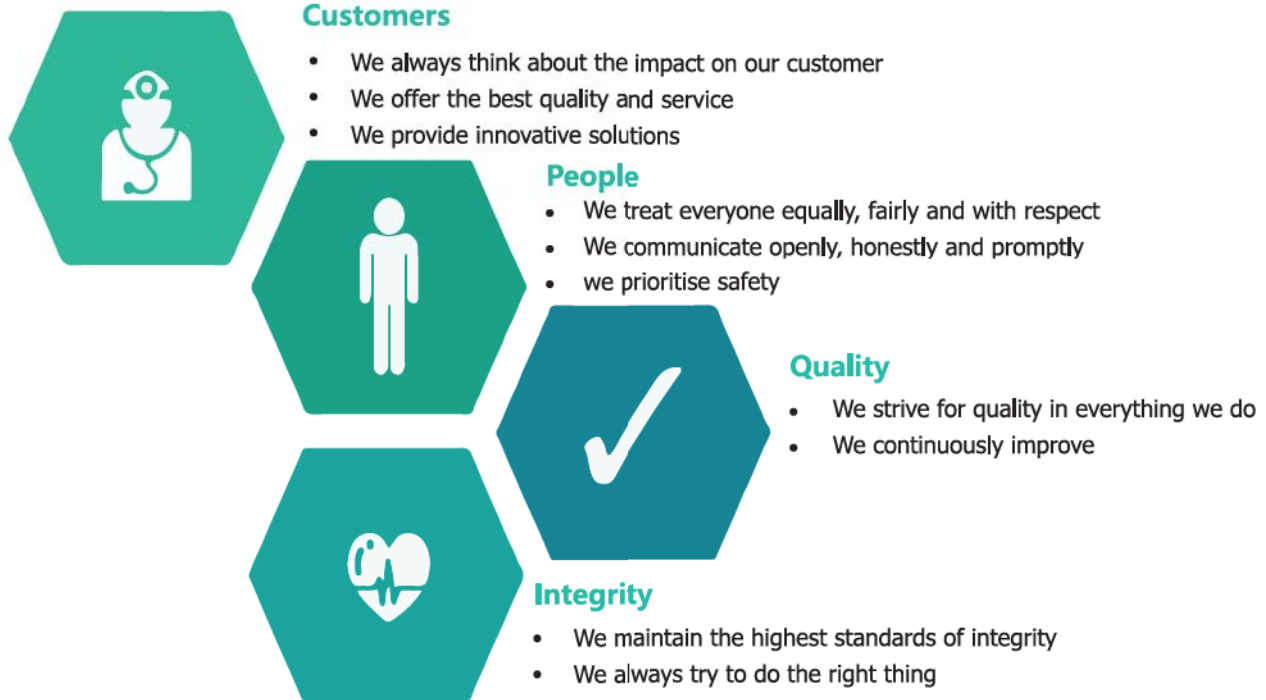 Customers
• We always think about the impact on our customer
• We offer the best quality and service
• We provide innovative solutions
People
• We treat everyone equally, fairly and with respect
• We communicate openly, honestly and promptly
• we prioritise safety
Quality
• We strive for quality in everything we do
• We continuously improve
Integrity
• We maintain the highest standards of integrity
• We always try to do the right thing